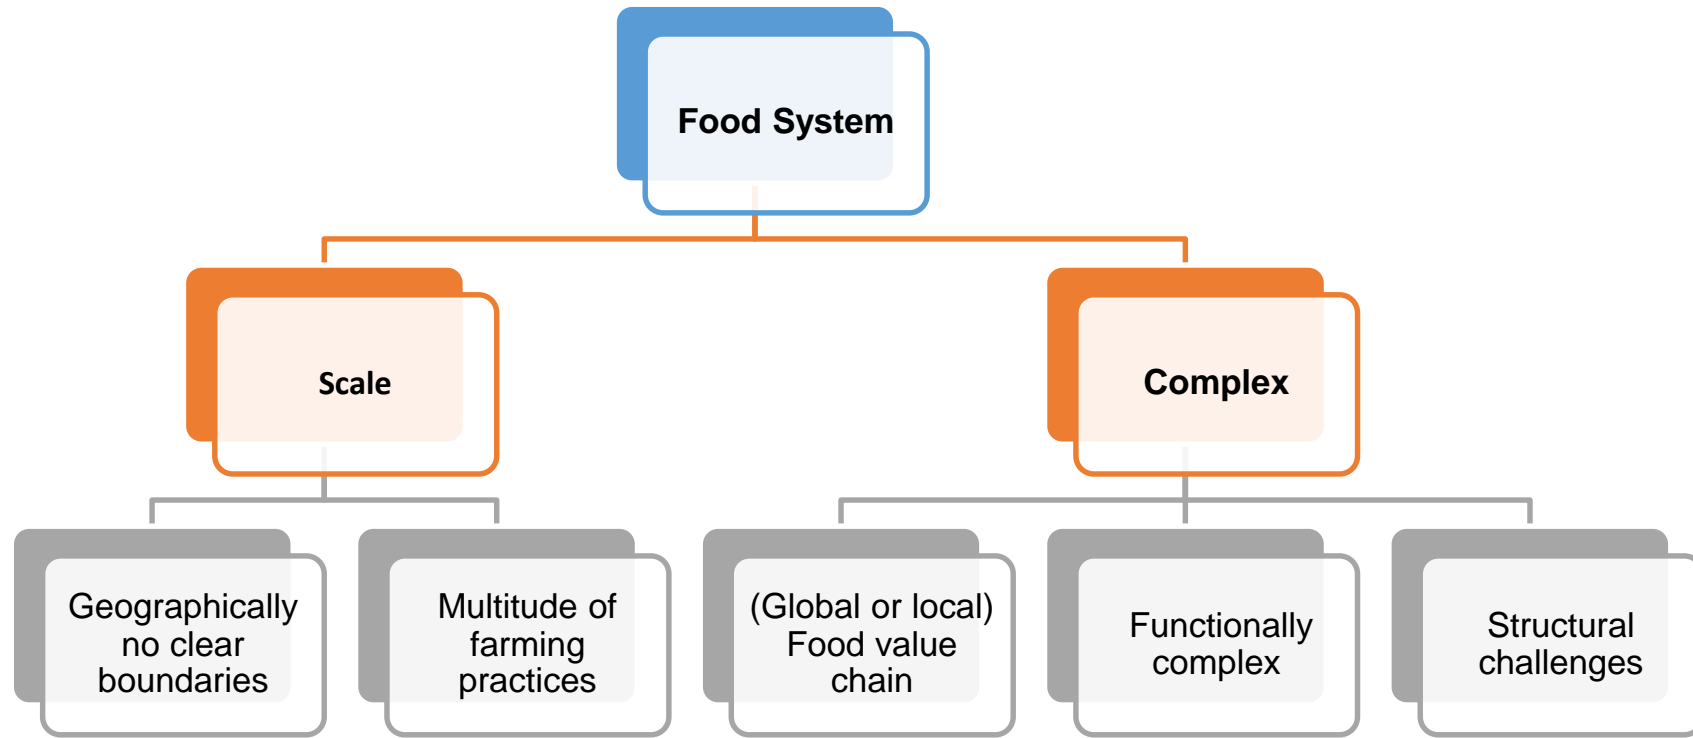 Food System
Scale
Complex
Geographically
no clear
boundaries
Multitude of
farming
practices
(Global or local)
Food value
chain
Functionally
complex
Structural
challenges